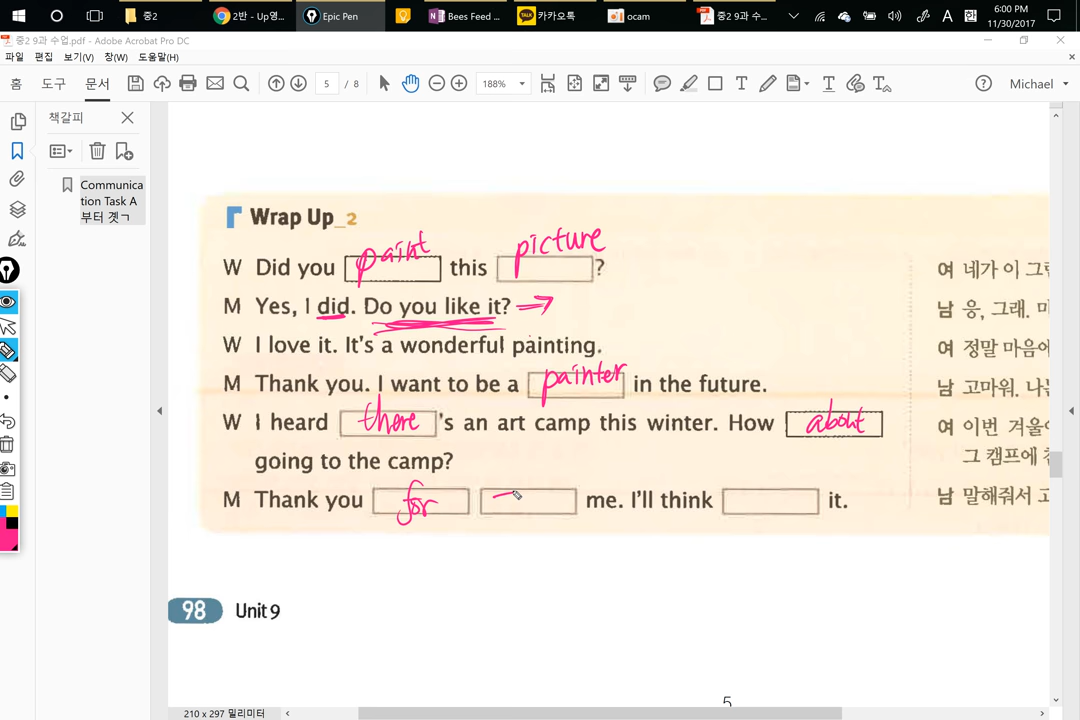 중2
2반 - Up영...
Epic Pen
Bees Feed ...
카카오톡
ocam
중2 9과 수...
A 한
6:00 PM
11/30/2017
중2 9과 수업.pdf - Adobe Acrobat Pro DC
파일 편집 보기(V) 창(W) 도움말(H)
홈 도구 문서 5 / 8 188% Michael
책갈피
Communica
tion Task A
부터 곗ㄱ
Wrap Up_2
W Did you paint this picture ?
M Yes, I did. Do you like it?
W I love it. It's a wonderful painting.
M Thank you. I want to be a painter in the future.
W I heard there 's an art camp this winter. How about
going to the camp?
M Thank you for me. I'll think it.
여 네가 이 그
남 응, 그래. 마
여 정말 마음에
남 고마워. 나는
여 이번 겨울
그 캠프에
남 말해줘서 고
98 Unit 9
5
210 x 297 밀리미터